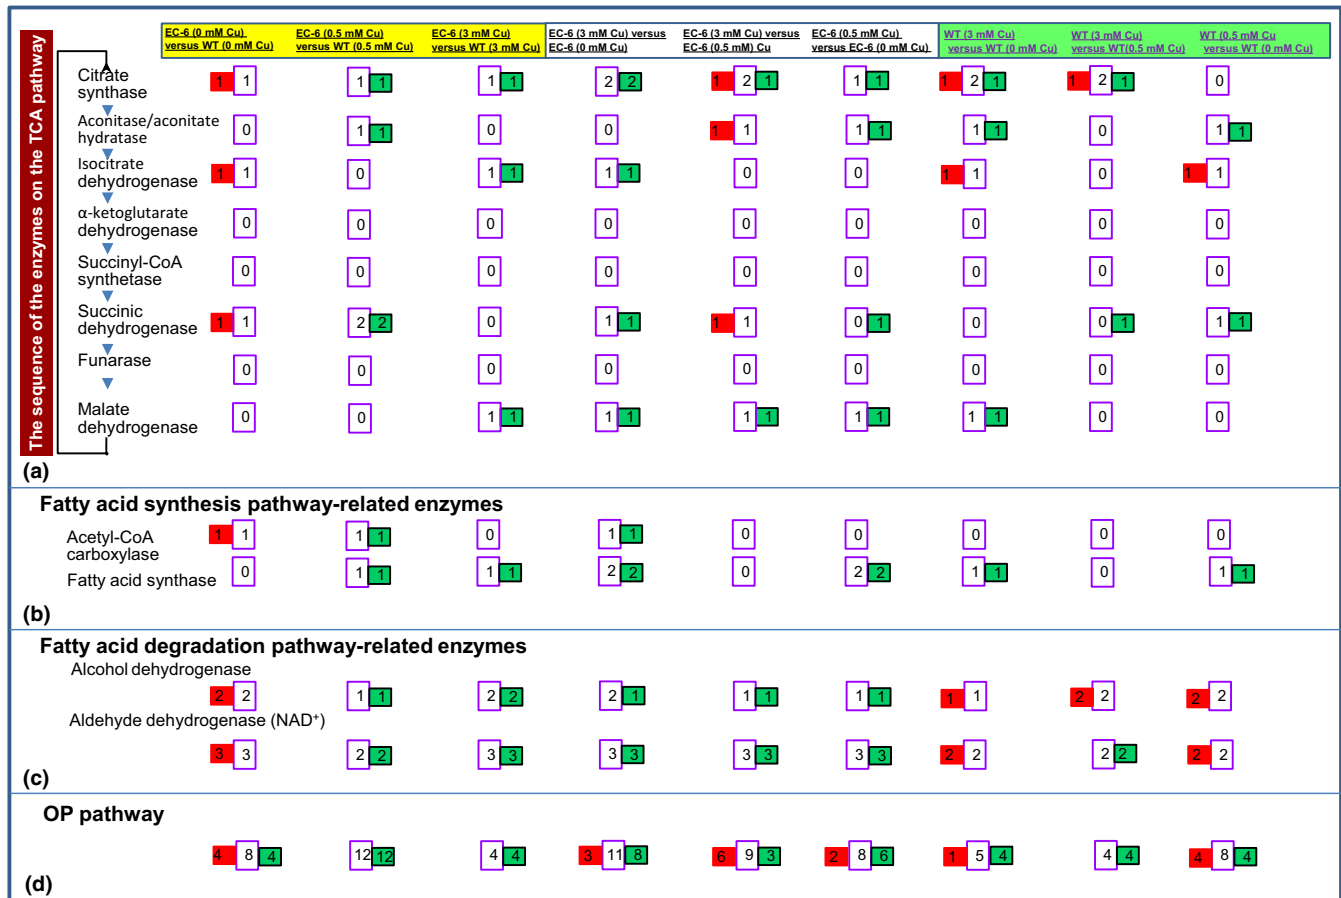 The sequence of the enzymes on the TCA pathway
EC-6 (0 mM Cu) EC-6 (0.5 mM Cu) EC-6 (3 mM Cu) EC-6 (3 mM Cu) versus EC-6 (3 mM Cu) versus EC-6 (0.5 mM Cu) WT (3 mM Cu) WT (3 mM Cu) WT (0.5 mM Cu)
versus WT (0 mM Cu) versus WT (0.5 mM Cu) versus WT (3 mM Cu) EC-6 (0 mM Cu) EC-6 (0.5 mM) Cu versus EC-6 (0 mM Cu) versus WT (0 mM Cu) versus WT(0.5 mM Cu) versus WT (0 mM Cu)
Citrate
synthase
1 1 1 1 1 1 2 2 1 2 1 1 1 1 2 1 1 2 1 0
Aconitase/aconitate
hydratase
0 1 1 0 0 1 1 1 1 1 1 0 1 1
Isocitrate
dehydrogenase
1 1 0 1 1 1 1 0 0 1 1 0 1 1
α-ketoglutarate
dehydrogenase
0 0 0 0 0 0 0 0 0
Succinyl-CoA
synthetase
0 0 0 0 0 0 0 0 0
Succinic
dehydrogenase
1 1 2 2 0 1 1 1 1 0 1 0 0 1 1 1
Funarase
0 0 0 0 0 0 0 0 0
Malate
dehydrogenase
0 0 1 1 1 1 1 1 1 1 1 1 0 0
(a)
Fatty acid synthesis pathway-related enzymes
Acetyl-CoA
carboxylase
1 1 1 1 0 1 1 0 0 0 0 0
Fatty acid synthase
0 1 1 1 1 2 2 0 2 2 1 1 0 1 1
(b)
Fatty acid degradation pathway-related enzymes
Alcohol dehydrogenase
2 2 1 1 2 2 2 1 1 1 1 1 1 1 2 2 2 2
Aldehyde dehydrogenase (NAD⁺)
3 3 2 2 3 3 3 3 3 3 3 3 2 2 2 2 2 2
(c)
OP pathway
4 8 4 12 12 4 4 3 11 8 6 9 3 2 8 6 1 5 4 4 4 4 8 4
(d)